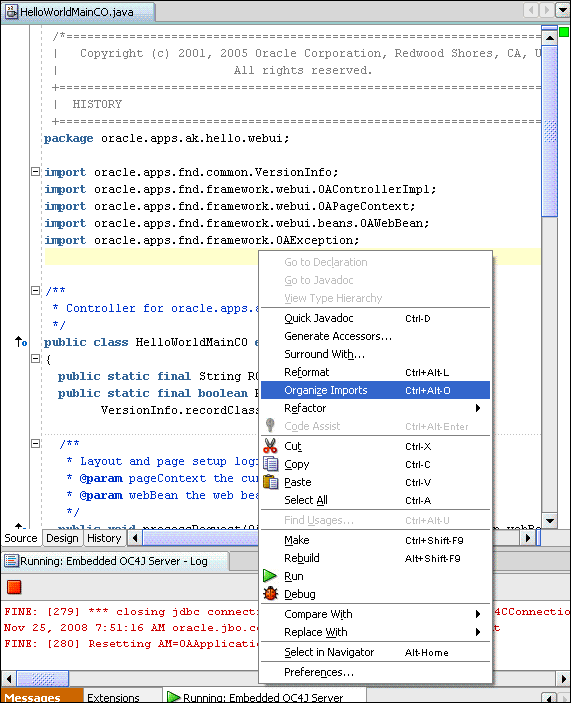 HelloWorldMainCO.java
/*=
| Copyright (c) 2001, 2005 Oracle Corporation, Redwood Shores, CA, U
| All rights reserved.
+=
| HISTORY
+=
package oracle.apps.ak.hello.webui;
import oracle.apps.fnd.common.VersionInfo;
import oracle.apps.fnd.framework.webui.OAControllerImpl;
import oracle.apps.fnd.framework.webui.OAPageContext;
import oracle.apps.fnd.framework.webui.beans.OAWebBean;
import oracle.apps.fnd.framework.OAException;
/**
* Controller for oracle.apps.a
*/
public class HelloWorldMainCO
{
public static final String
public static final boolean
VersionInfo.recordClass
/**
* Layout and page setup log
* @param pageContext the cu
* @param webBean the web bea
*/
public void processRequest(
Go to Declaration
Go to Javadoc
View Type Hierarchy
Quick Javadoc Ctrl-D
Generate Accessors...
Surround With...
Reformat Ctrl+Alt-L
Organize Imports Ctrl+Alt-O
Refactor
Code Assist Ctrl+Alt-Enter
Cut Ctrl-X
Copy Ctrl-C
Paste Ctrl-V
Select All Ctrl-A
Find Usages... Ctrl+Alt-U
Make Ctrl+Shift-F9
Rebuild Alt+Shift-F9
Run
Debug
Compare With
Replace With
Select in Navigator Alt-Home
Preferences...
Source Design History
Running: Embedded OC4J Server - Log
FINE: [279] *** closing jdbc connecti 4CConnectio
Nov 25, 2008 7:51:16 AM oracle.jbo.co t
FINE: [280] Resetting AM=OAApplication
Messages Extensions Running: Embedded OC4J Server